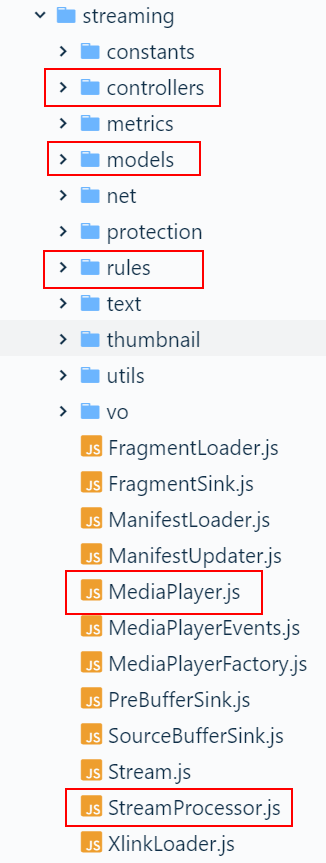 streaming
constants
controllers
metrics
models
net
protection
rules
text
thumbnail
utils
vo
JS FragmentLoader.js
JS FragmentSink.js
JS ManifestLoader.js
JS ManifestUpdater.js
JS MediaPlayer.js
JS MediaPlayerEvents.js
JS MediaPlayerFactory.js
JS PreBufferSink.js
JS SourceBufferSink.js
JS Stream.js
JS StreamProcessor.js
JS XlinkLoader.js